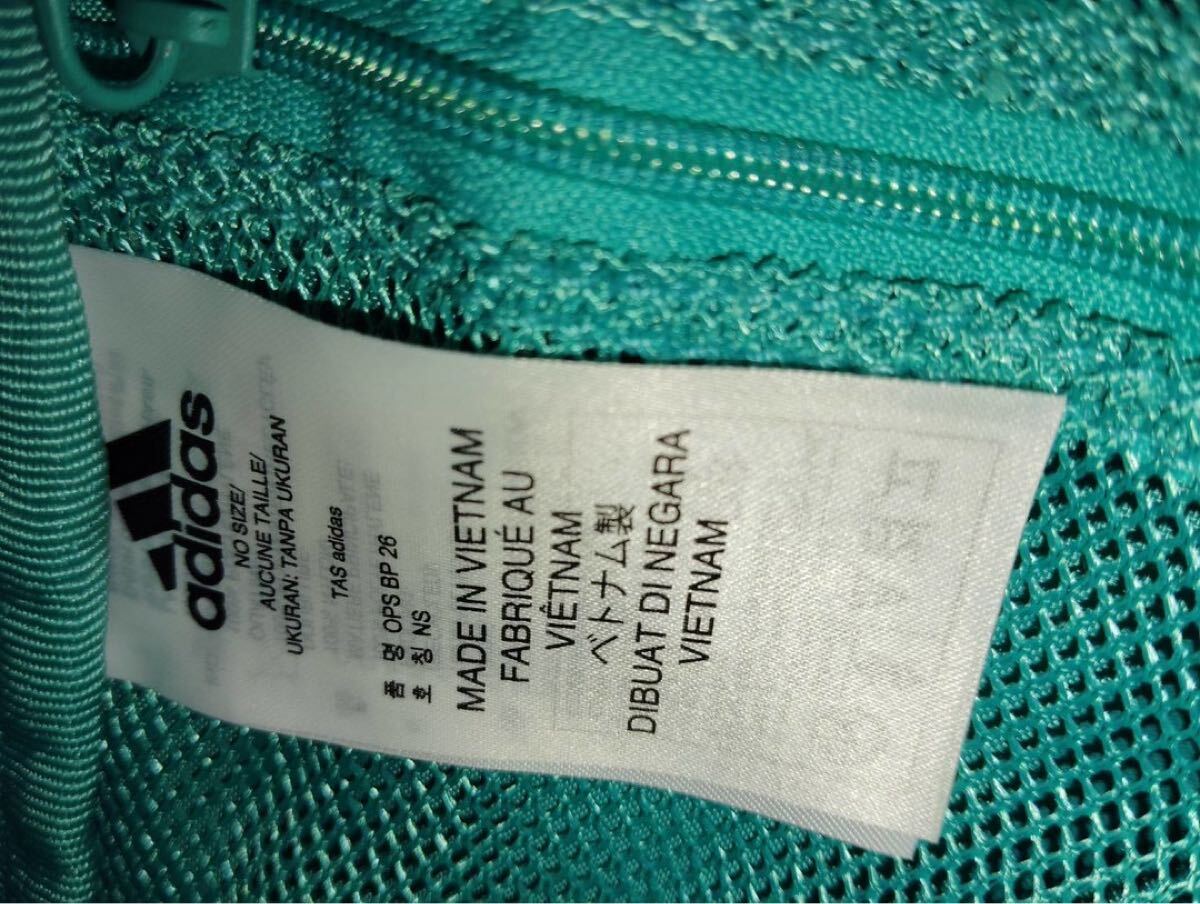 adidas
NO SIZE/
AUCUNE TAILLE/
UKURAN: TANPA UKURAN
TAS adidas
품 명 OPS BP 26
호 칭 NS
MADE IN VIETNAM
FABRIQUÉ AU
VIÊTNAM
ベトナム製
DIBUAT DI NEGARA
VIETNAM